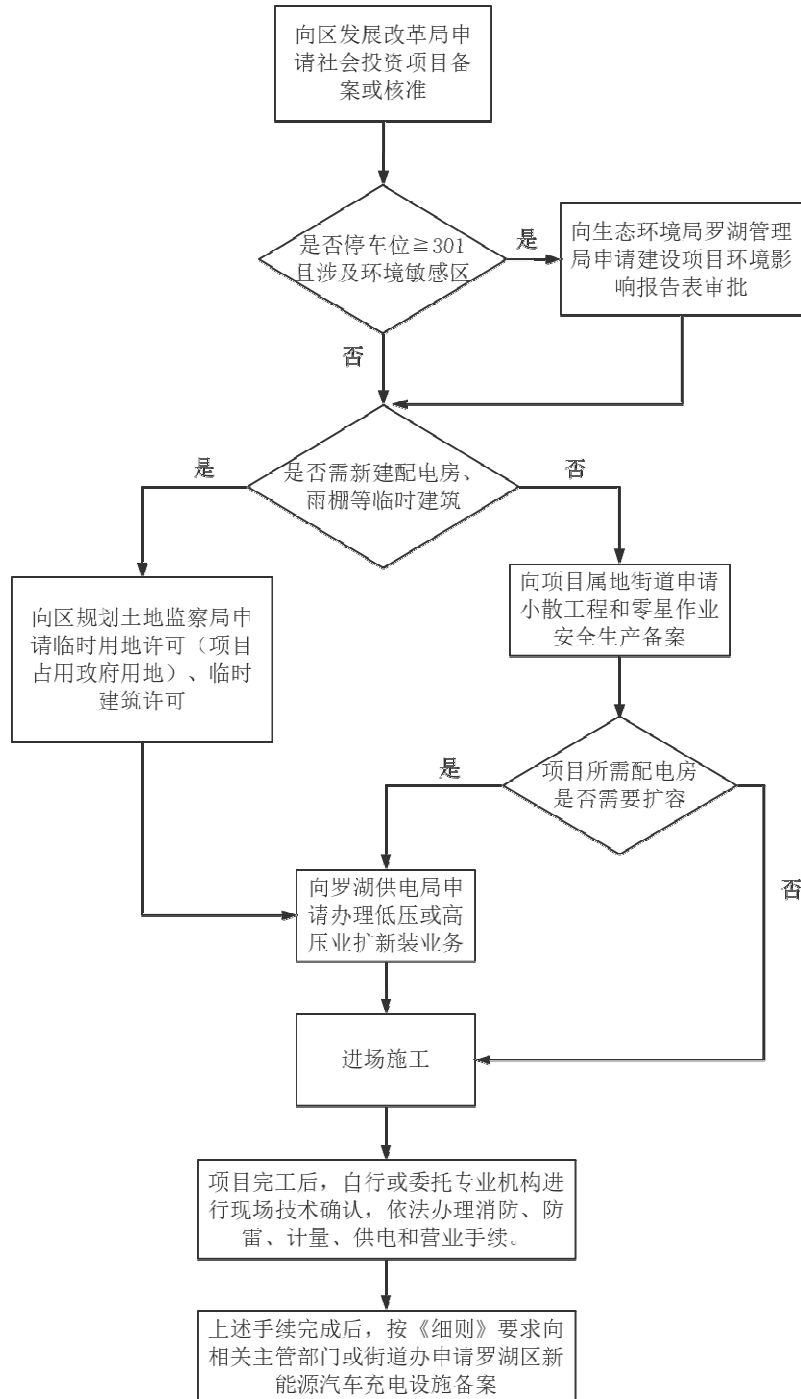 向区发展改革局申
请社会投资项目备
案或核准
是否停车位≧301
且涉及环境敏感区
是
向生态环境局罗湖管理
局申请建设项目环境影
响报告表审批
否
是否需新建配电房、
雨棚等临时建筑
是
否
向区规划土地监察局申
请临时用地许可（项目
占用政府用地）、临时
建筑许可
向项目属地街道申请
小散工程和零星作业
安全生产备案
项目所需配电房
是否需要扩容
是
否
向罗湖供电局申
请办理低压或高
压业扩新装业务
进场施工
项目完工后，自行或委托专业机构进
行现场技术确认，依法办理消防、防
雷、计量、供电和营业手续。
上述手续完成后，按《细则》要求向
相关主管部门或街道办申请罗湖区新
能源汽车充电设施备案